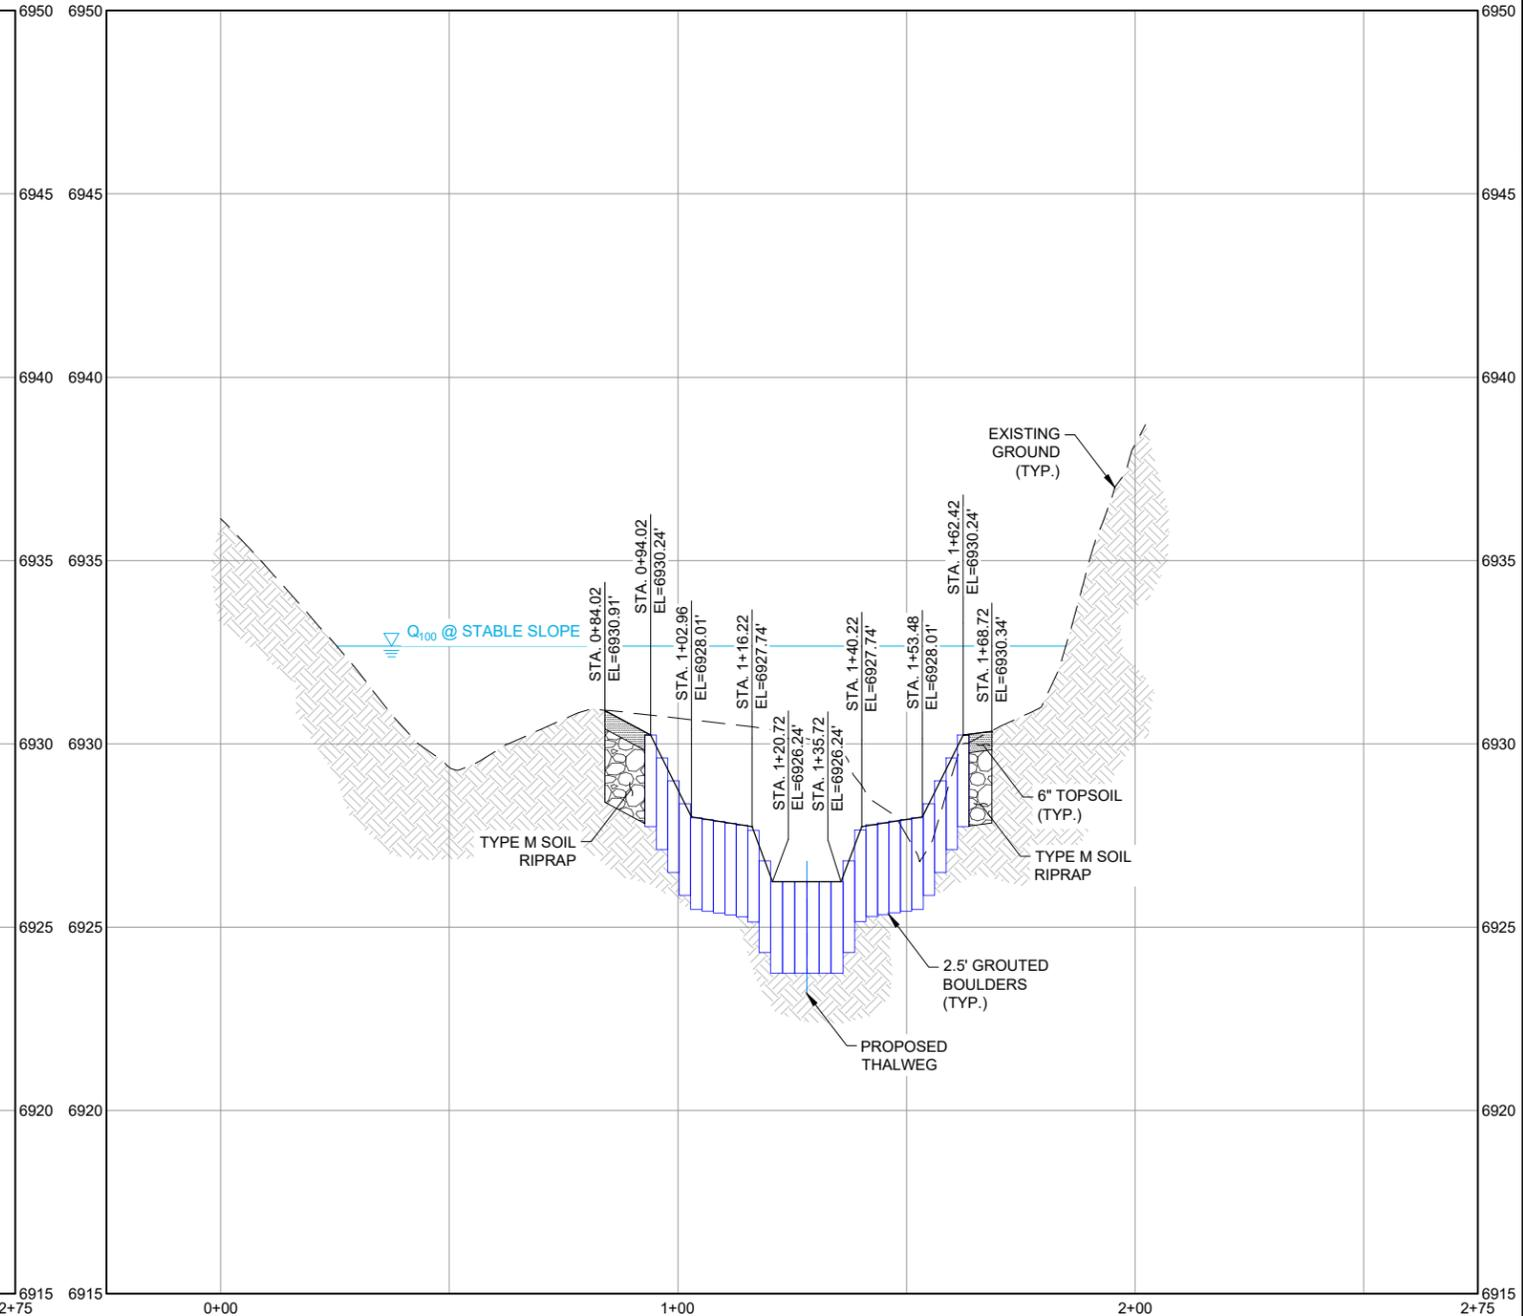 6950 6950 6950
6945 6945 6945
6940 6940 6940
EXISTING
GROUND
(TYP.)
6935 6935 6935
Q₁₀₀ @ STABLE SLOPE
STA. 0+84.02
EL=6930.91'
STA. 0+94.02
EL=6930.24'
STA. 1+02.96
EL=6928.01'
STA. 1+16.22
EL=6927.74'
STA. 1+20.72
EL=6926.24'
STA. 1+35.72
EL=6926.24'
STA. 1+40.22
EL=6927.74'
STA. 1+53.48
EL=6928.01'
STA. 1+62.42
EL=6930.24'
STA. 1+68.72
EL=6930.34'
6930 6930 6930
6" TOPSOIL
(TYP.)
TYPE M SOIL
RIPRAP
TYPE M SOIL
RIPRAP
6925 6925 6925
2.5' GROUTED
BOULDERS
(TYP.)
PROPOSED
THALWEG
6920 6920 6920
6915 6915 6915
2+75 0+00 1+00 2+00 2+75